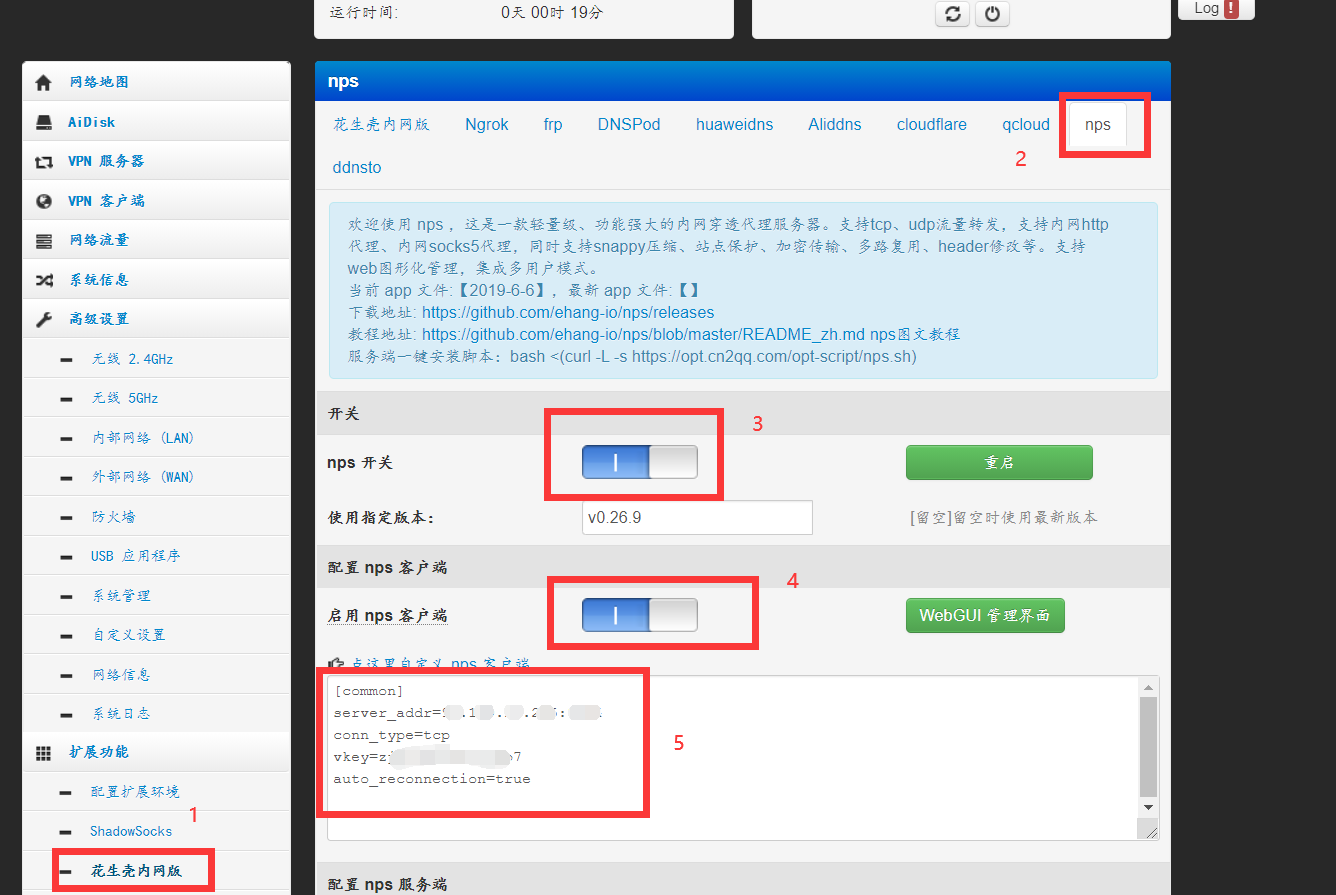 运行时间:
0天 00时 19分
Log !
网络地图
AiDisk
VPN 服务器
VPN 客户端
网络流量
系统信息
高级设置
无线 2.4GHz
无线 5GHz
内部网络 (LAN)
外部网络 (WAN)
防火墙
USB 应用程序
系统管理
自定义设置
网络信息
系统日志
扩展功能
配置扩展环境
1
ShadowSocks
花生壳内网版
nps
花生壳内网版 Ngrok frp DNSPod huaweidns Aliddns cloudflare qcloud nps
2
ddnsto
欢迎使用 nps ，这是一款轻量级、功能强大的内网穿透代理服务器。支持tcp、udp流量转发，支持内网http
代理、内网socks5代理，同时支持snappy压缩、站点保护、加密传输、多路复用、header修改等。支持
web图形化管理，集成多用户模式。
当前 app 文件:【2019-6-6】，最新 app 文件:【】
下载地址: https://github.com/ehang-io/nps/releases
教程地址: https://github.com/ehang-io/nps/blob/master/README_zh.md nps图文教程
服务端一键安装脚本：bash <(curl -L -s https://opt.cn2qq.com/opt-script/nps.sh)
开关
3
nps 开关
重启
使用指定版本：
v0.26.9
[留空]留空时使用最新版本
配置 nps 客户端
4
启用 nps 客户端
WebGUI 管理界面
点这里自定义 nps 客户端
[common]
server_addr=
conn_type=tcp
vkey=
auto_reconnection=true
5
配置 nps 服务端